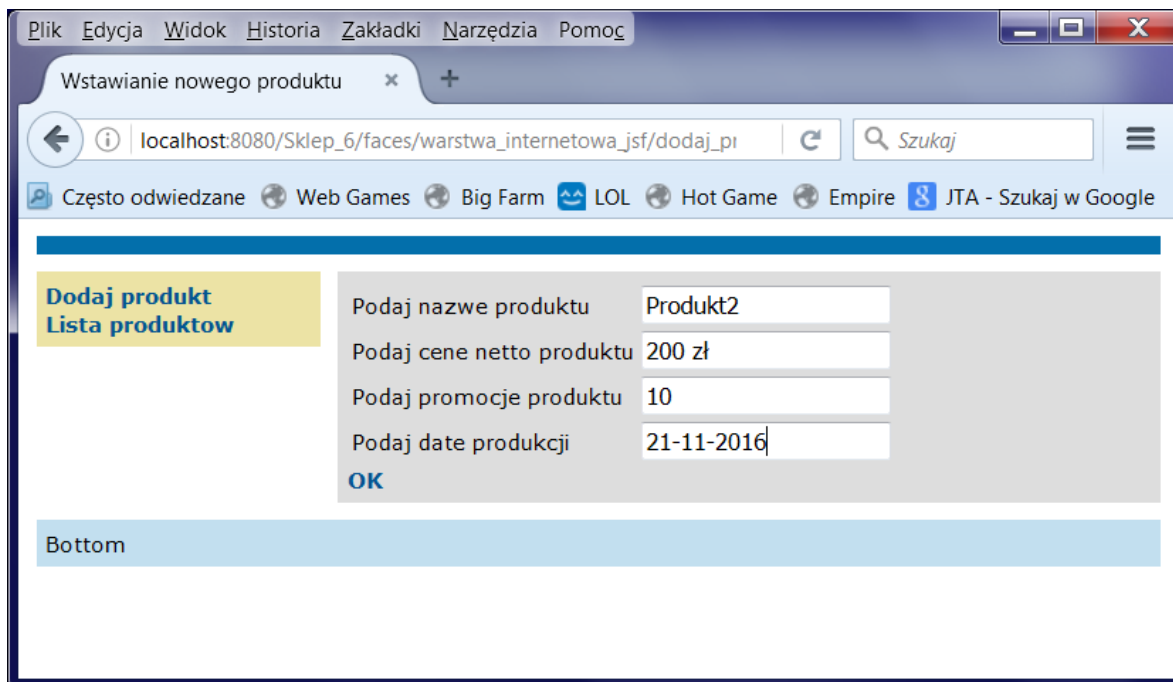 Plik Edycja Widok Historia Zakładki Narzędzia Pomoc
Wstawianie nowego produktu
localhost:8080/Sklep_6/faces/warstwa_internetowa_jsf/dodaj_pr Szukaj
Często odwiedzane Web Games Big Farm LOL Hot Game Empire 8 JTA - Szukaj w Google
Dodaj produkt
Lista produktow
Podaj nazwe produktu Produkt2
Podaj cene netto produktu 200 zł
Podaj promocje produktu 10
Podaj date produkcji 21-11-2016
OK
Bottom